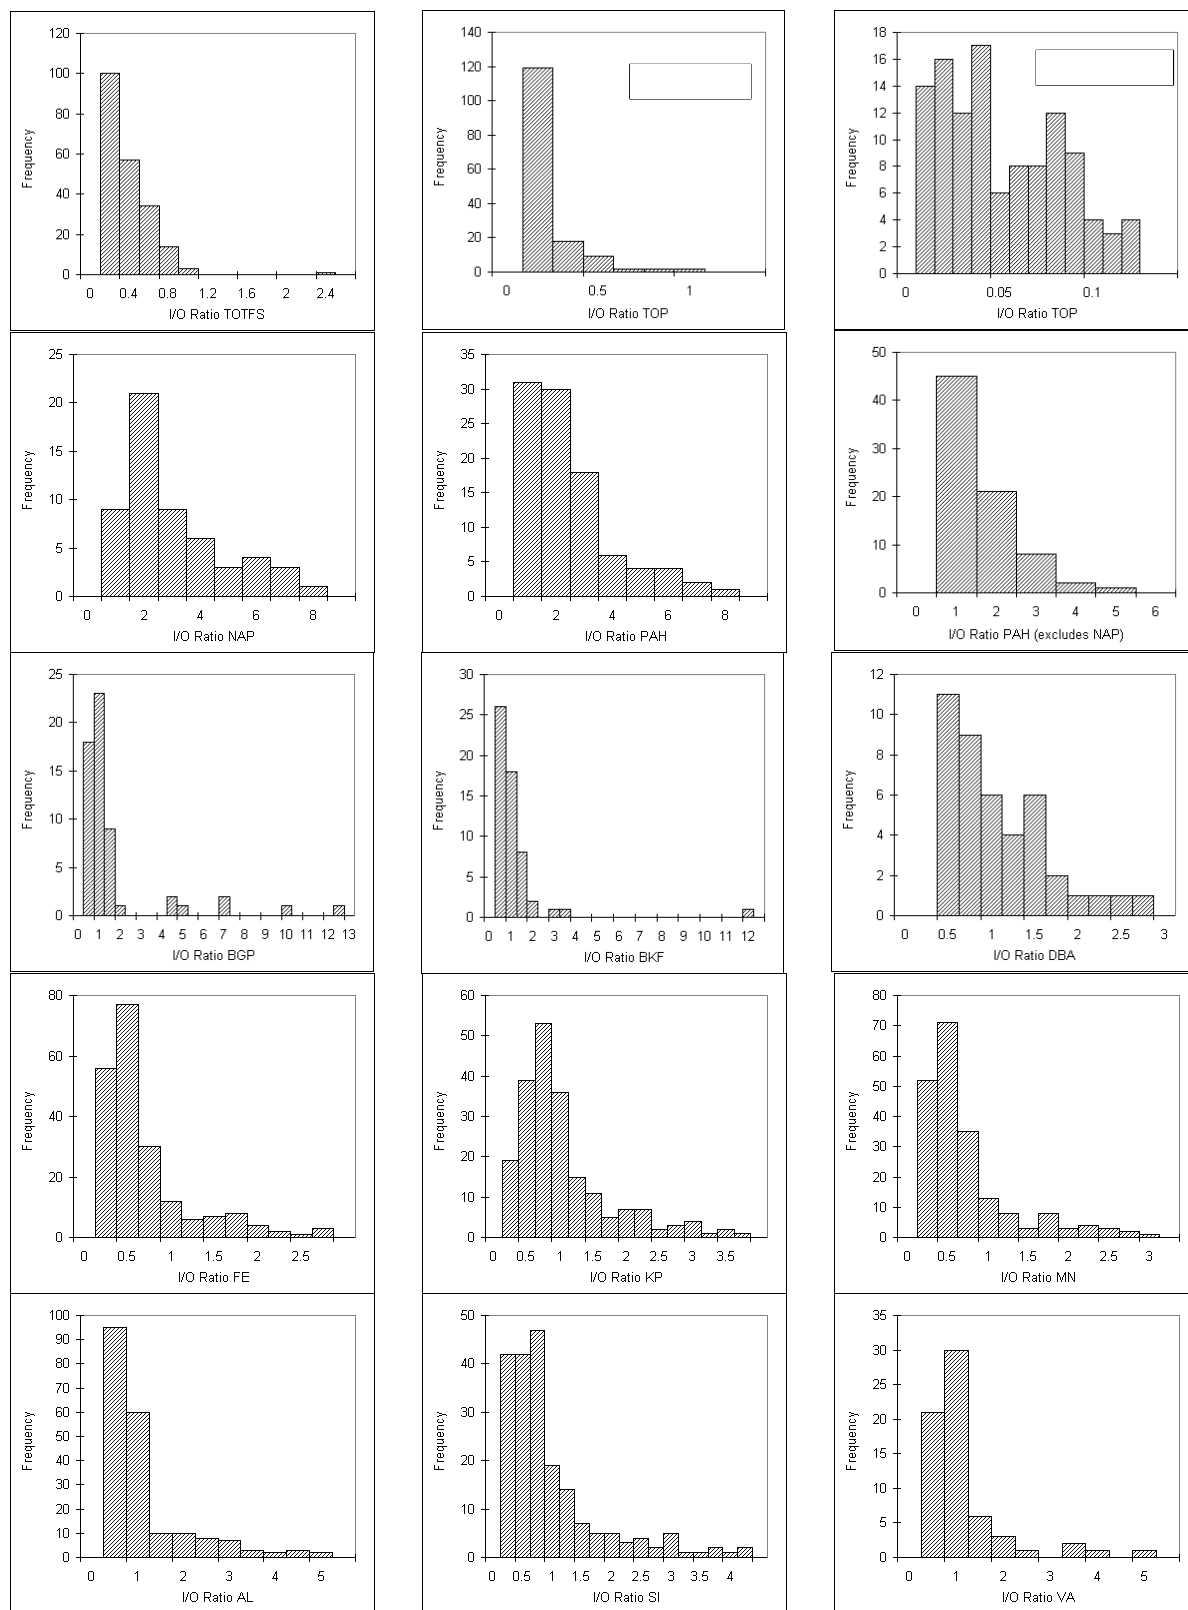 120
100
80
60
40
20
0
Frequency
0 0.4 0.8 1.2 1.6 2 2.4
I/O Ratio TOTFS
140
120
100
80
60
40
20
0
Frequency
0 0.5 1
I/O Ratio TOP
18
16
14
12
10
8
6
4
2
0
Frequency
0 0.05 0.1
I/O Ratio TOP
25
20
15
10
5
0
Frequency
0 2 4 6 8
I/O Ratio NAP
35
30
25
20
15
10
5
0
Frequency
0 2 4 6 8
I/O Ratio PAH
50
40
30
20
10
0
Frequency
0 1 2 3 4 5 6
I/O Ratio PAH (excludes NAP)
25
20
15
10
5
0
Frequency
0 1 2 3 4 5 6 7 8 9 10 11 12 13
I/O Ratio BGP
30
25
20
15
10
5
0
Frequency
0 1 2 3 4 5 6 7 8 9 10 11 12
I/O Ratio BKF
12
10
8
6
4
2
0
Frequency
0 0.5 1 1.5 2 2.5 3
I/O Ratio DBA
80
60
40
20
0
Frequency
0 0.5 1 1.5 2 2.5
I/O Ratio FE
60
50
40
30
20
10
0
Frequency
0 0.5 1 1.5 2 2.5 3 3.5
I/O Ratio KP
80
70
60
50
40
30
20
10
0
Frequency
0 0.5 1 1.5 2 2.5 3
I/O Ratio MN
100
90
80
70
60
50
40
30
20
10
0
Frequency
0 1 2 3 4 5
I/O Ratio AL
50
40
30
20
10
0
Frequency
0 0.5 1 1.5 2 2.5 3 3.5 4
I/O Ratio SI
35
30
25
20
15
10
5
0
Frequency
0 1 2 3 4 5
I/O Ratio VA